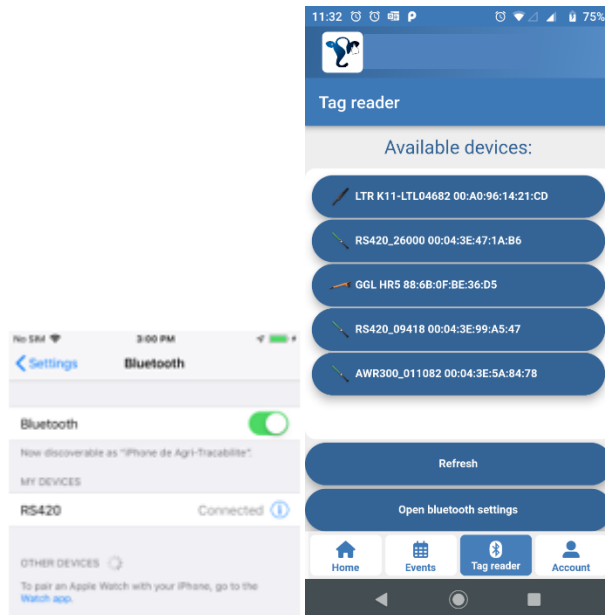 No SIM 3:00 PM
Settings Bluetooth
Bluetooth
Now discoverable as "iPhone de Agri-Tracabilite".
MY DEVICES
RS420 Connected
OTHER DEVICES
To pair an Apple Watch with your iPhone, go to the
Watch app.
11:32 P 75%
Tag reader
Available devices:
LTR K11-LTL04682 00:A0:96:14:21:CD
RS420_26000 00:04:3E:47:1A:B6
GGL HR5 88:6B:0F:BE:36:D5
RS420_09418 00:04:3E:99:A5:47
AWR300_011082 00:04:3E:5A:84:78
Refresh
Open bluetooth settings
Home Events Tag reader Account